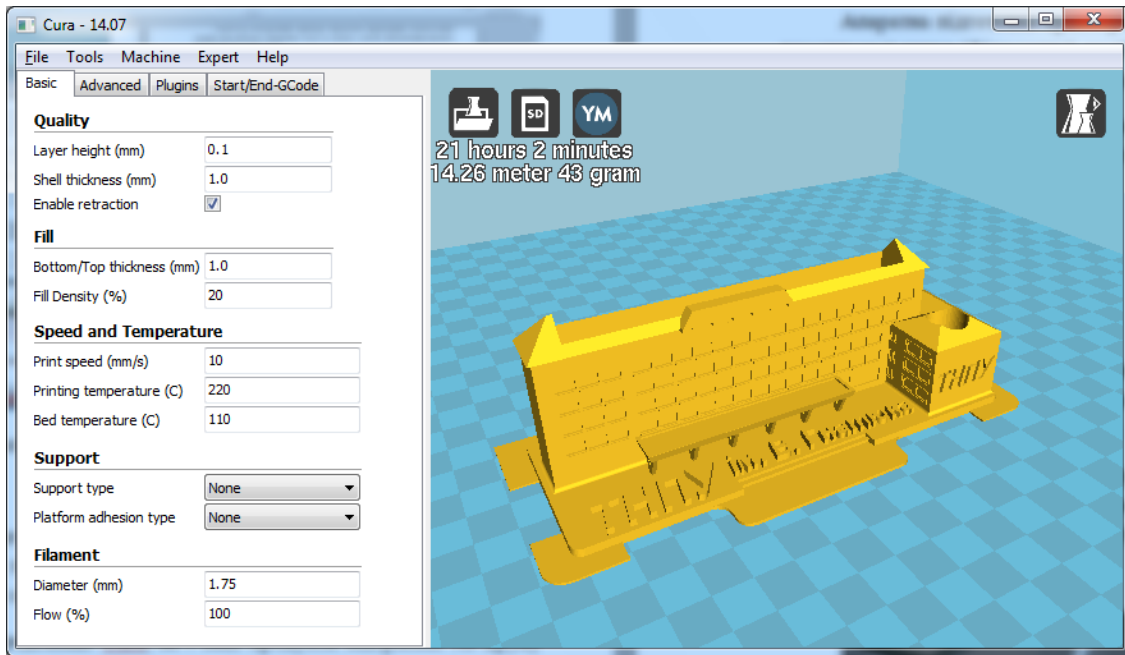 Cura - 14.07
File Tools Machine Expert Help
Basic Advanced Plugins Start/End-GCode
Quality
Layer height (mm) 0.1
Shell thickness (mm) 1.0
Enable retraction
Fill
Bottom/Top thickness (mm) 1.0
Fill Density (%) 20
Speed and Temperature
Print speed (mm/s) 10
Printing temperature (C) 220
Bed temperature (C) 110
Support
Support type None
Platform adhesion type None
Filament
Diameter (mm) 1.75
Flow (%) 100
SD YM
21 hours 2 minutes
14.26 meter 43 gram